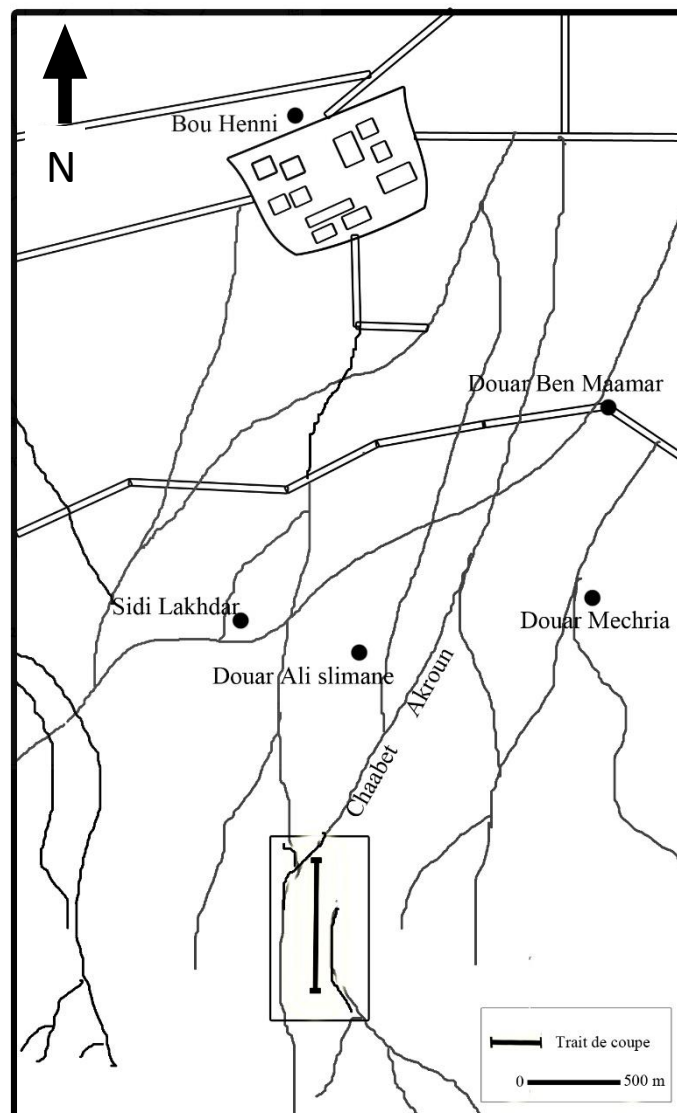 N
Bou Henni
Douar Ben Maamar
Sidi Lakhdar
Douar Mechria
Douar Ali slimane
Chaabet Akroun
Trait de coupe
0 500 m